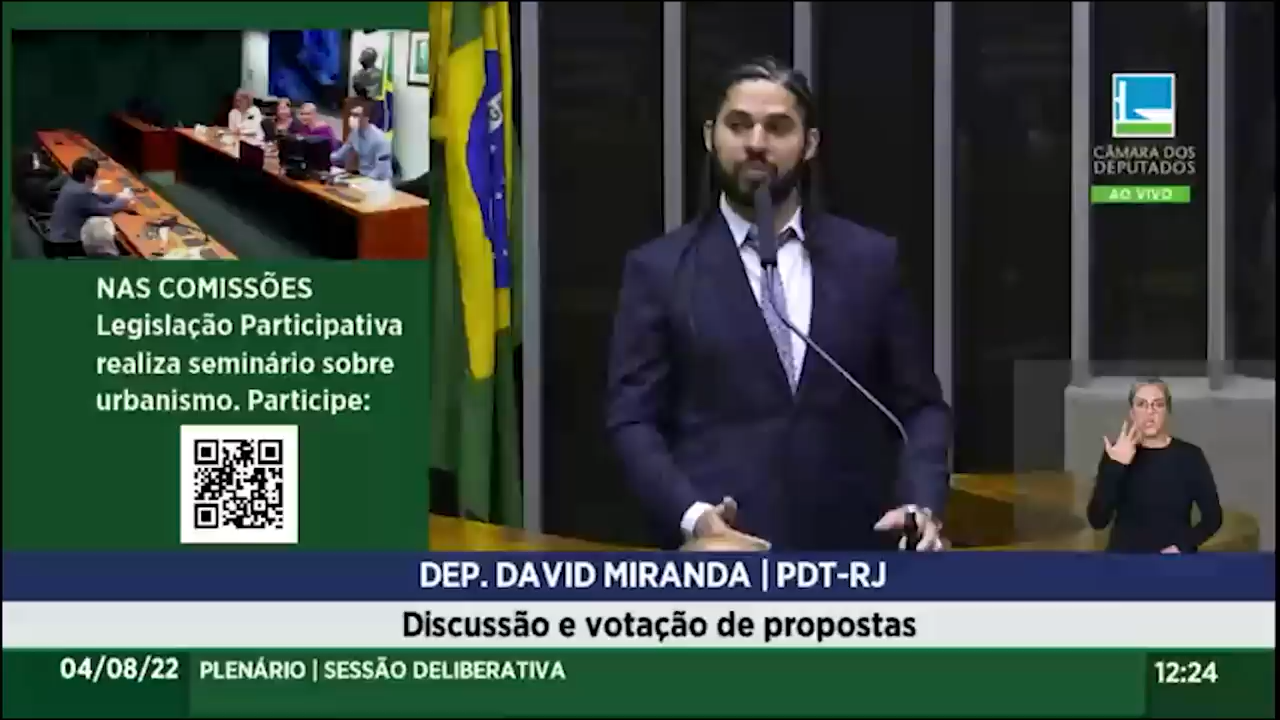 NAS COMISSÕES
Legislação Participativa
realiza seminário sobre
urbanismo. Participe:
CÂMARA DOS
DEPUTADOS
AO VIVO
DEP. DAVID MIRANDA | PDT-RJ
Discussão e votação de propostas
04/08/22 PLENÁRIO | SESSÃO DELIBERATIVA 12:24